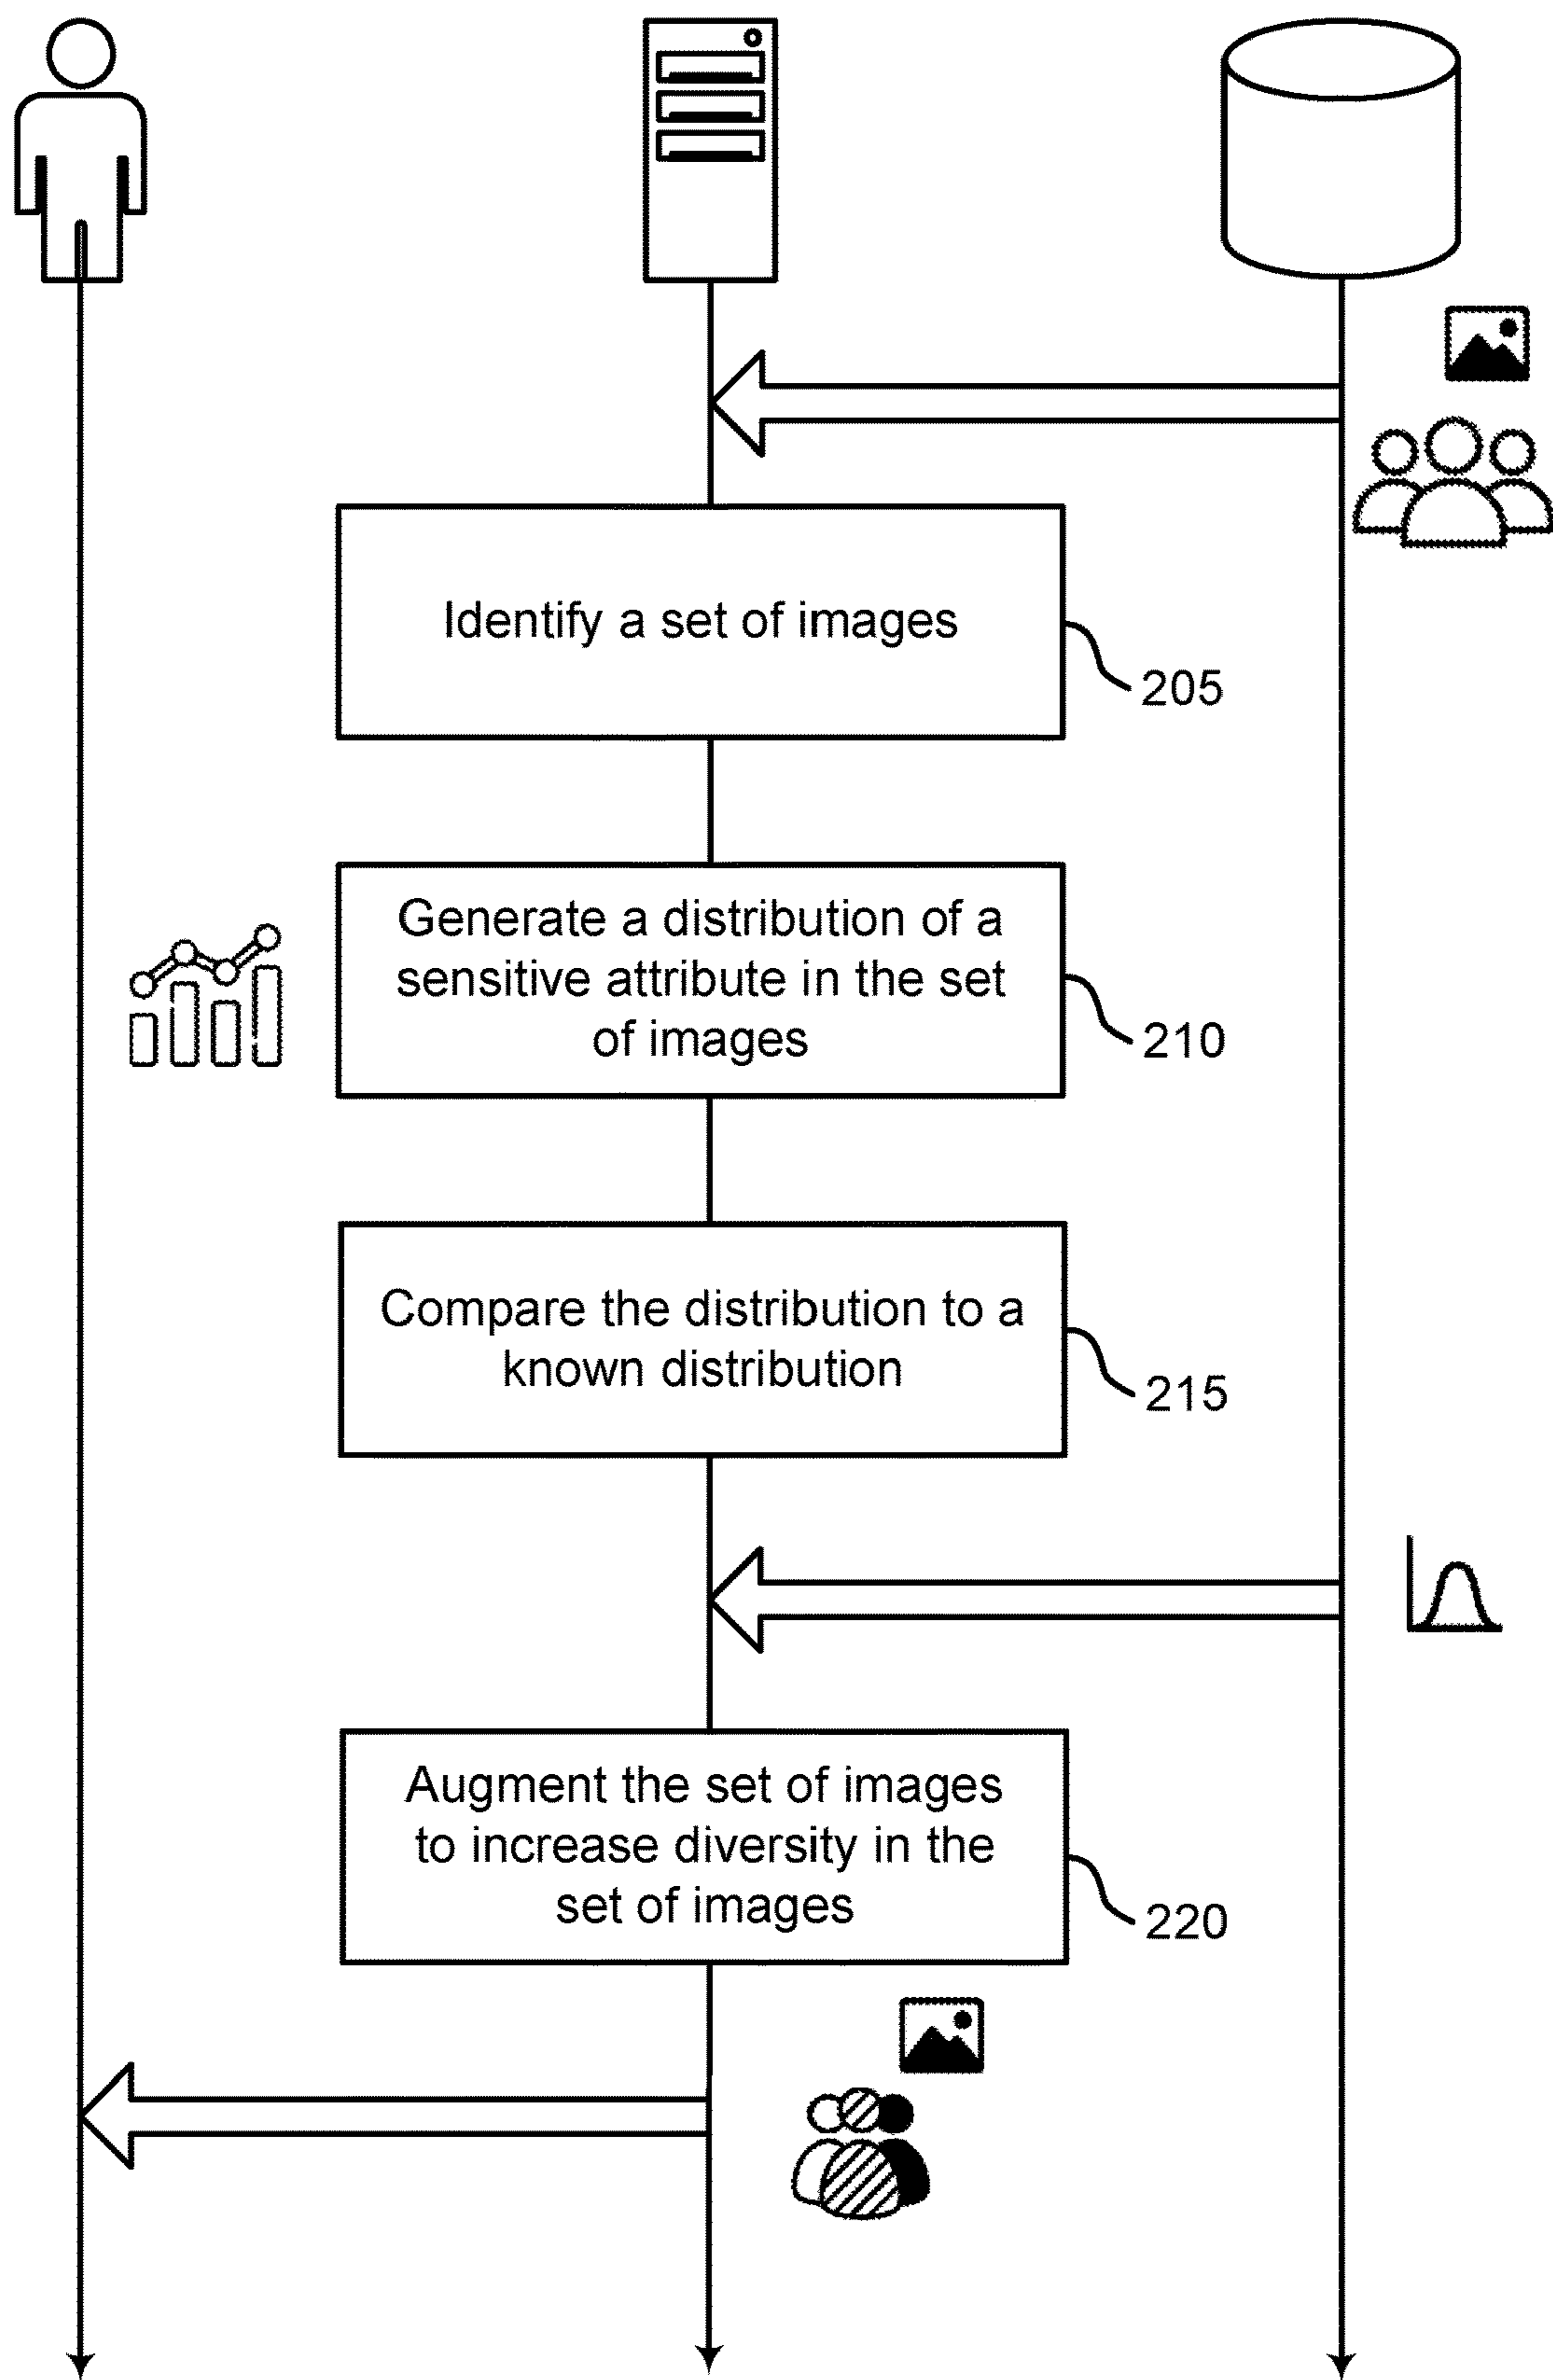 Identify a set of images
205
Generate a distribution of a
sensitive attribute in the set
of images
210
Compare the distribution to a
known distribution
215
Augment the set of images
to increase diversity in the
set of images
220